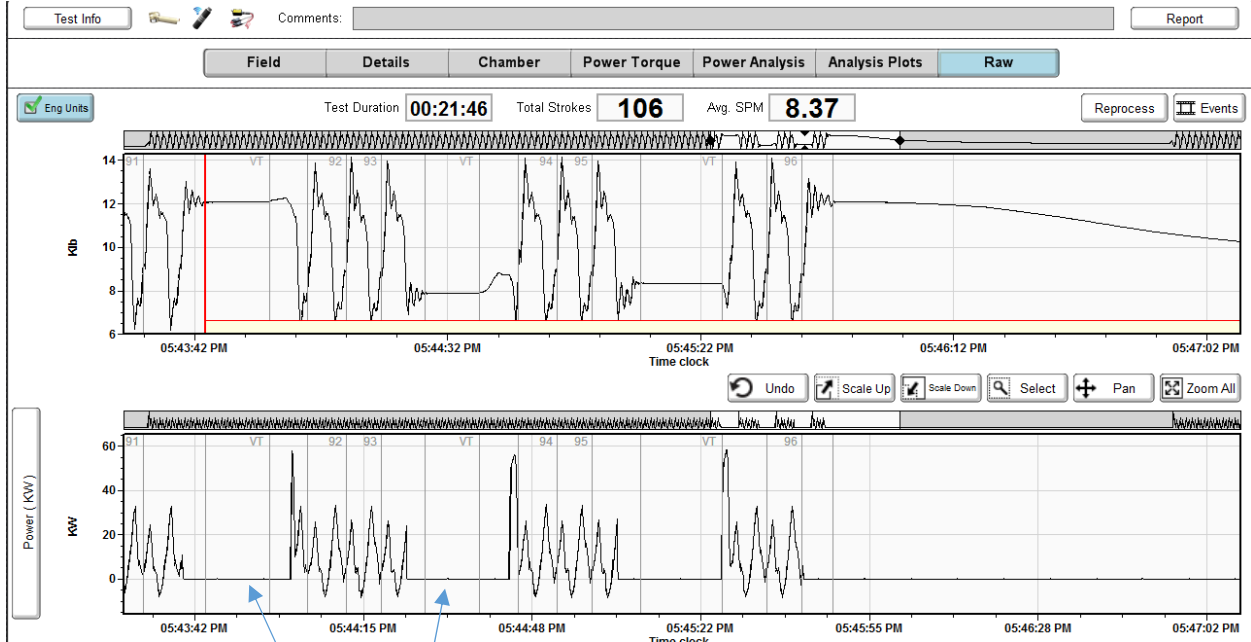 Test Info Comments: Report
Field Details Chamber Power Torque Power Analysis Analysis Plots Raw
Eng Units Test Duration 00:21:46 Total Strokes 106 Avg. SPM 8.37 Reprocess Events
91 VT 92 93 VT 94 95 VT 96
14
12
10
8
6
Klb
05:43:42 PM 05:44:32 PM 05:45:22 PM 05:46:12 PM 05:47:02 PM
Time clock
Undo Scale Up Scale Down Select Pan Zoom All
91 VT 92 93 VT 94 95 VT 96
60
40
20
0
KW
Power ( KW )
05:43:42 PM 05:44:15 PM 05:44:48 PM 05:45:22 PM 05:45:55 PM 05:46:28 PM 05:47:02 PM
Time clock